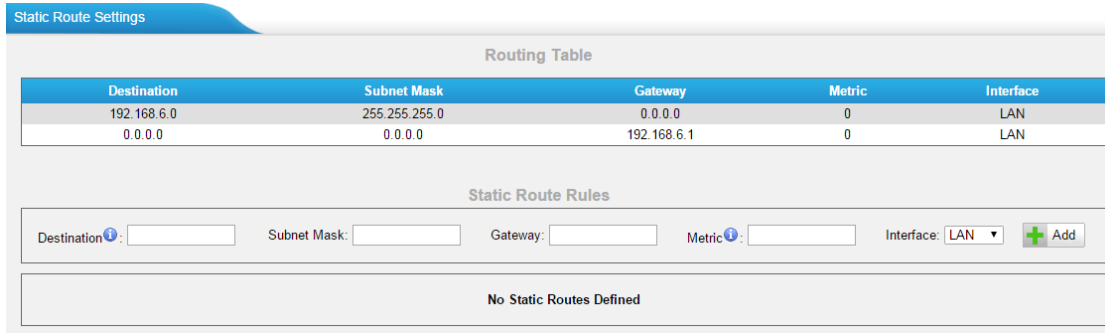 Static Route Settings
Routing Table
Destination Subnet Mask Gateway Metric Interface
192.168.6.0 255.255.255.0 0.0.0.0 0 LAN
0.0.0.0 0.0.0.0 192.168.6.1 0 LAN
Static Route Rules
Destination: Subnet Mask: Gateway: Metric: Interface: LAN Add
No Static Routes Defined